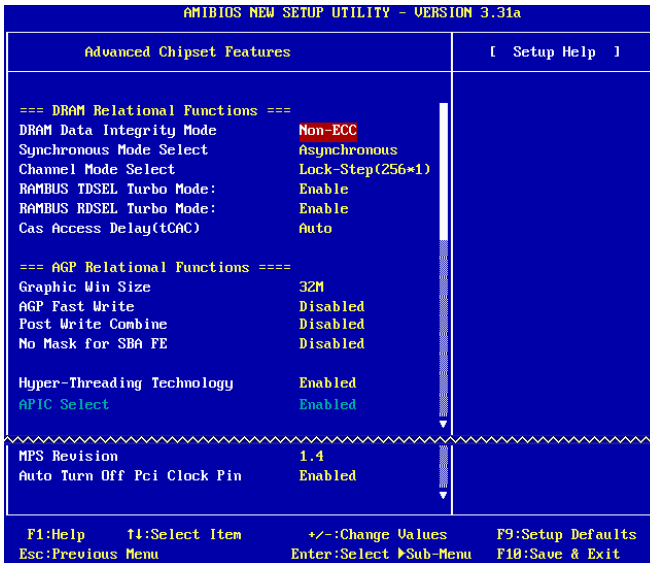 AMIBIOS NEW SETUP UTILITY - VERSION 3.31a
Advanced Chipset Features
[ Setup Help ]
=== DRAM Relational Functions ===
DRAM Data Integrity Mode Non-ECC
Synchronous Mode Select Asynchronous
Channel Mode Select Lock-Step(256*1)
RAMBUS TDSEL Turbo Mode: Enable
RAMBUS RDSEL Turbo Mode: Enable
Cas Access Delay(tCAC) Auto
=== AGP Relational Functions ====
Graphic Win Size 32M
AGP Fast Write Disabled
Post Write Combine Disabled
No Mask for SBA FE Disabled
Hyper-Threading Technology Enabled
APIC Select Enabled
MPS Revision 1.4
Auto Turn Off Pci Clock Pin Enabled
F1:Help ↑↓:Select Item +/-:Change Values F9:Setup Defaults
Esc:Previous Menu Enter:Select ▶Sub-Menu F10:Save & Exit